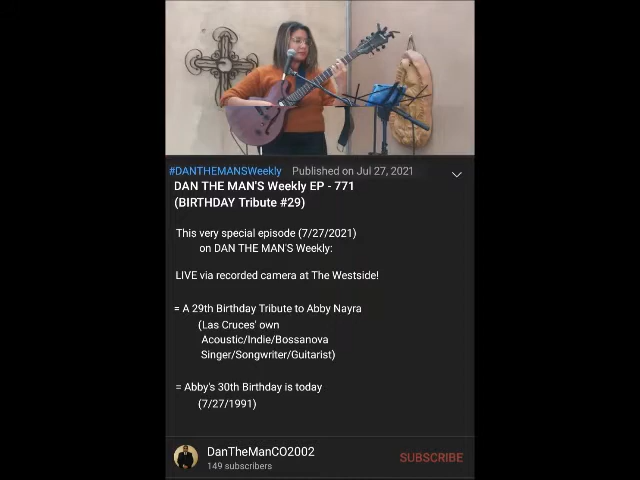 #DANTHEMANSWeekly Published on Jul 27, 2021
DAN THE MAN'S Weekly EP - 771
(BIRTHDAY Tribute #29)
This very special episode (7/27/2021)
on DAN THE MAN'S Weekly:
LIVE via recorded camera at The Westside!
= A 29th Birthday Tribute to Abby Nayra
(Las Cruces' own
Acoustic/Indie/Bossanova
Singer/Songwriter/Guitarist)
= Abby's 30th Birthday is today
(7/27/1991)
DanTheManCO2002
149 subscribers
SUBSCRIBE